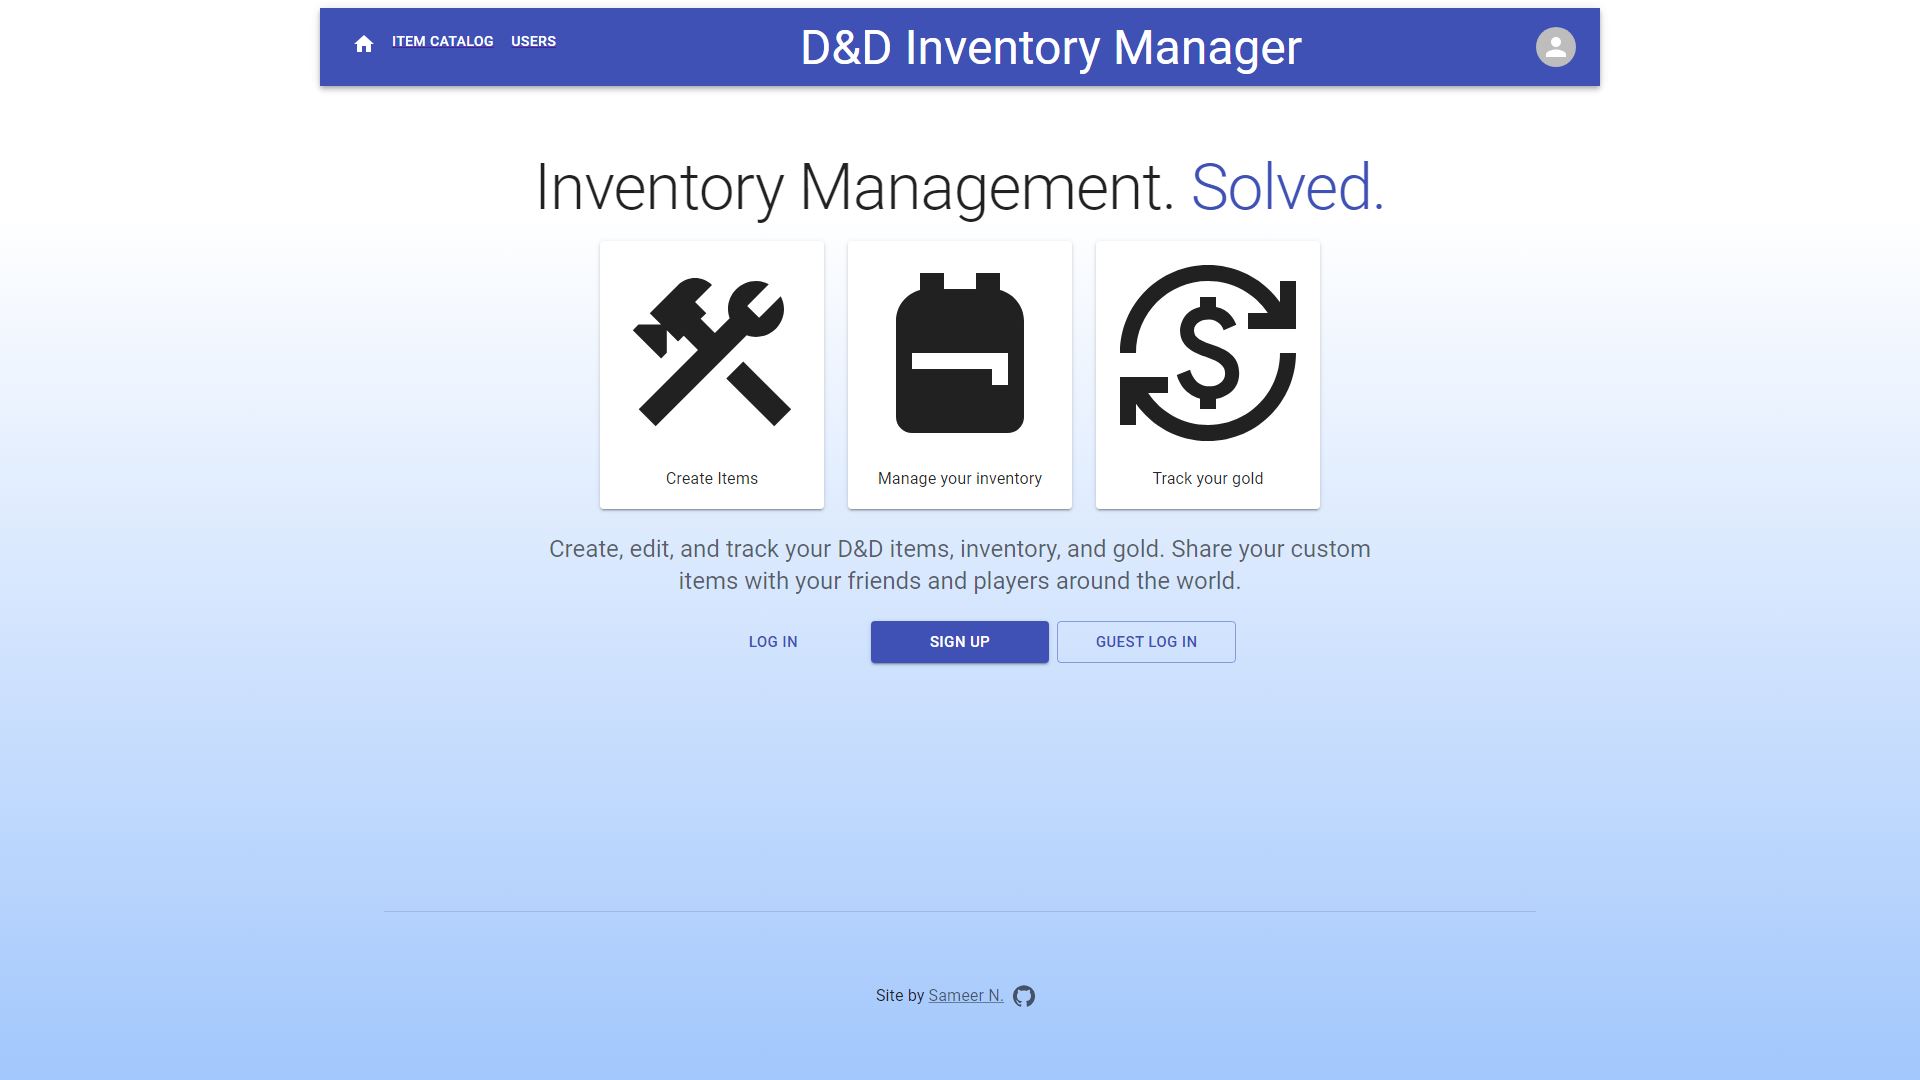 ITEM CATALOG USERS
D&D Inventory Manager
Inventory Management. Solved.
Create Items
Manage your inventory
Track your gold
Create, edit, and track your D&D items, inventory, and gold. Share your custom
items with your friends and players around the world.
LOG IN
SIGN UP
GUEST LOG IN
Site by Sameer N.